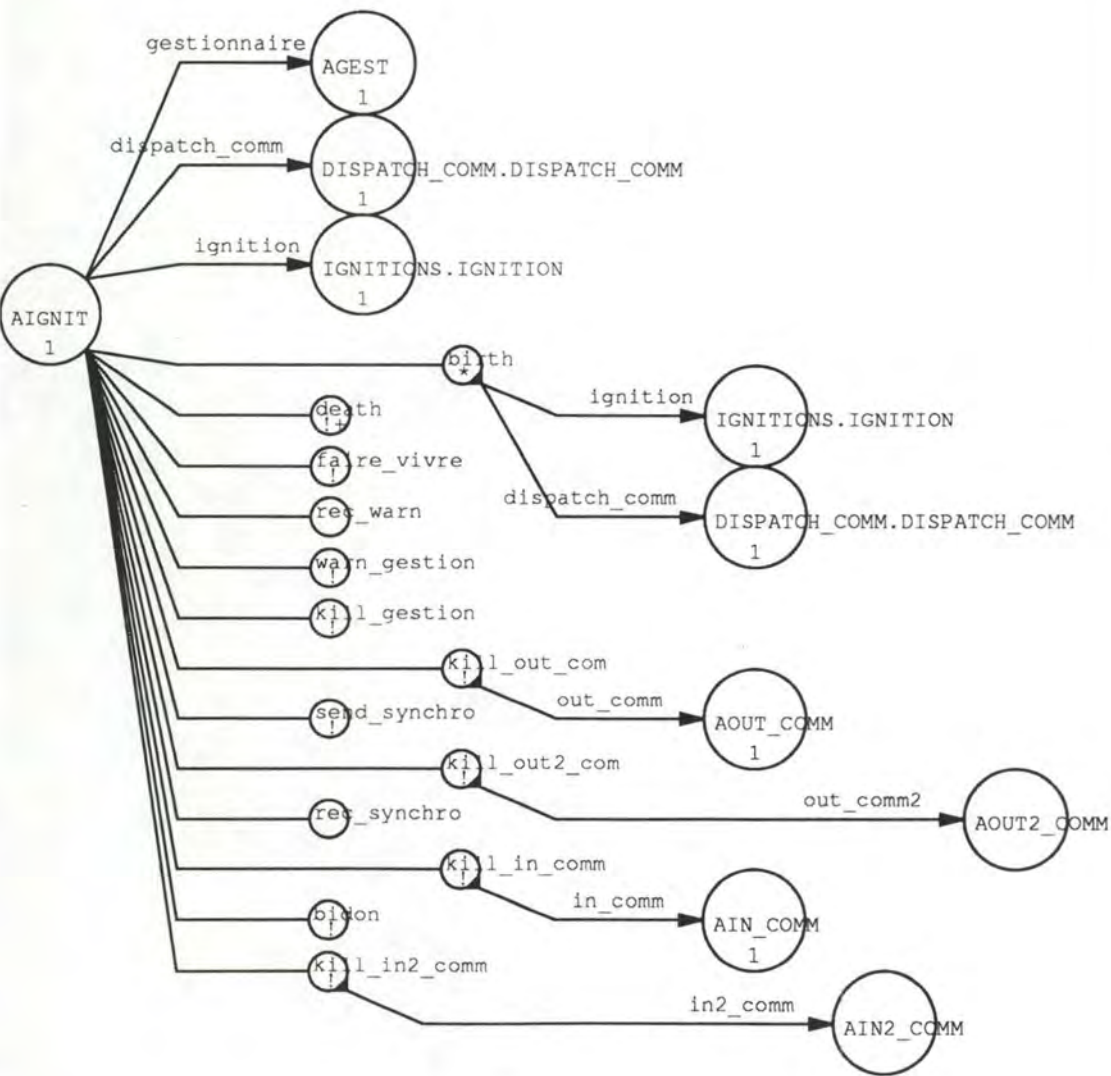 gestionnaire
AGEST
1
dispatch_comm
DISPATCH_COMM.DISPATCH_COMM
1
ignition
IGNITIONS.IGNITION
1
AIGNIT
1
birth
*
ignition
IGNITIONS.IGNITION
1
death
!+
faire_vivre
!
dispatch_comm
DISPATCH_COMM.DISPATCH_COMM
1
rec_warn
warn_gestion
!
kill_gestion
!
kill_out_com
!
out_comm
AOUT_COMM
1
send_synchro
!
kill_out2_com
!
out_comm2
AOUT2_COMM
rec_synchro
kill_in_comm
!
in_comm
AIN_COMM
1
bidon
!
kill_in2_comm
!
in2_comm
AIN2_COMM